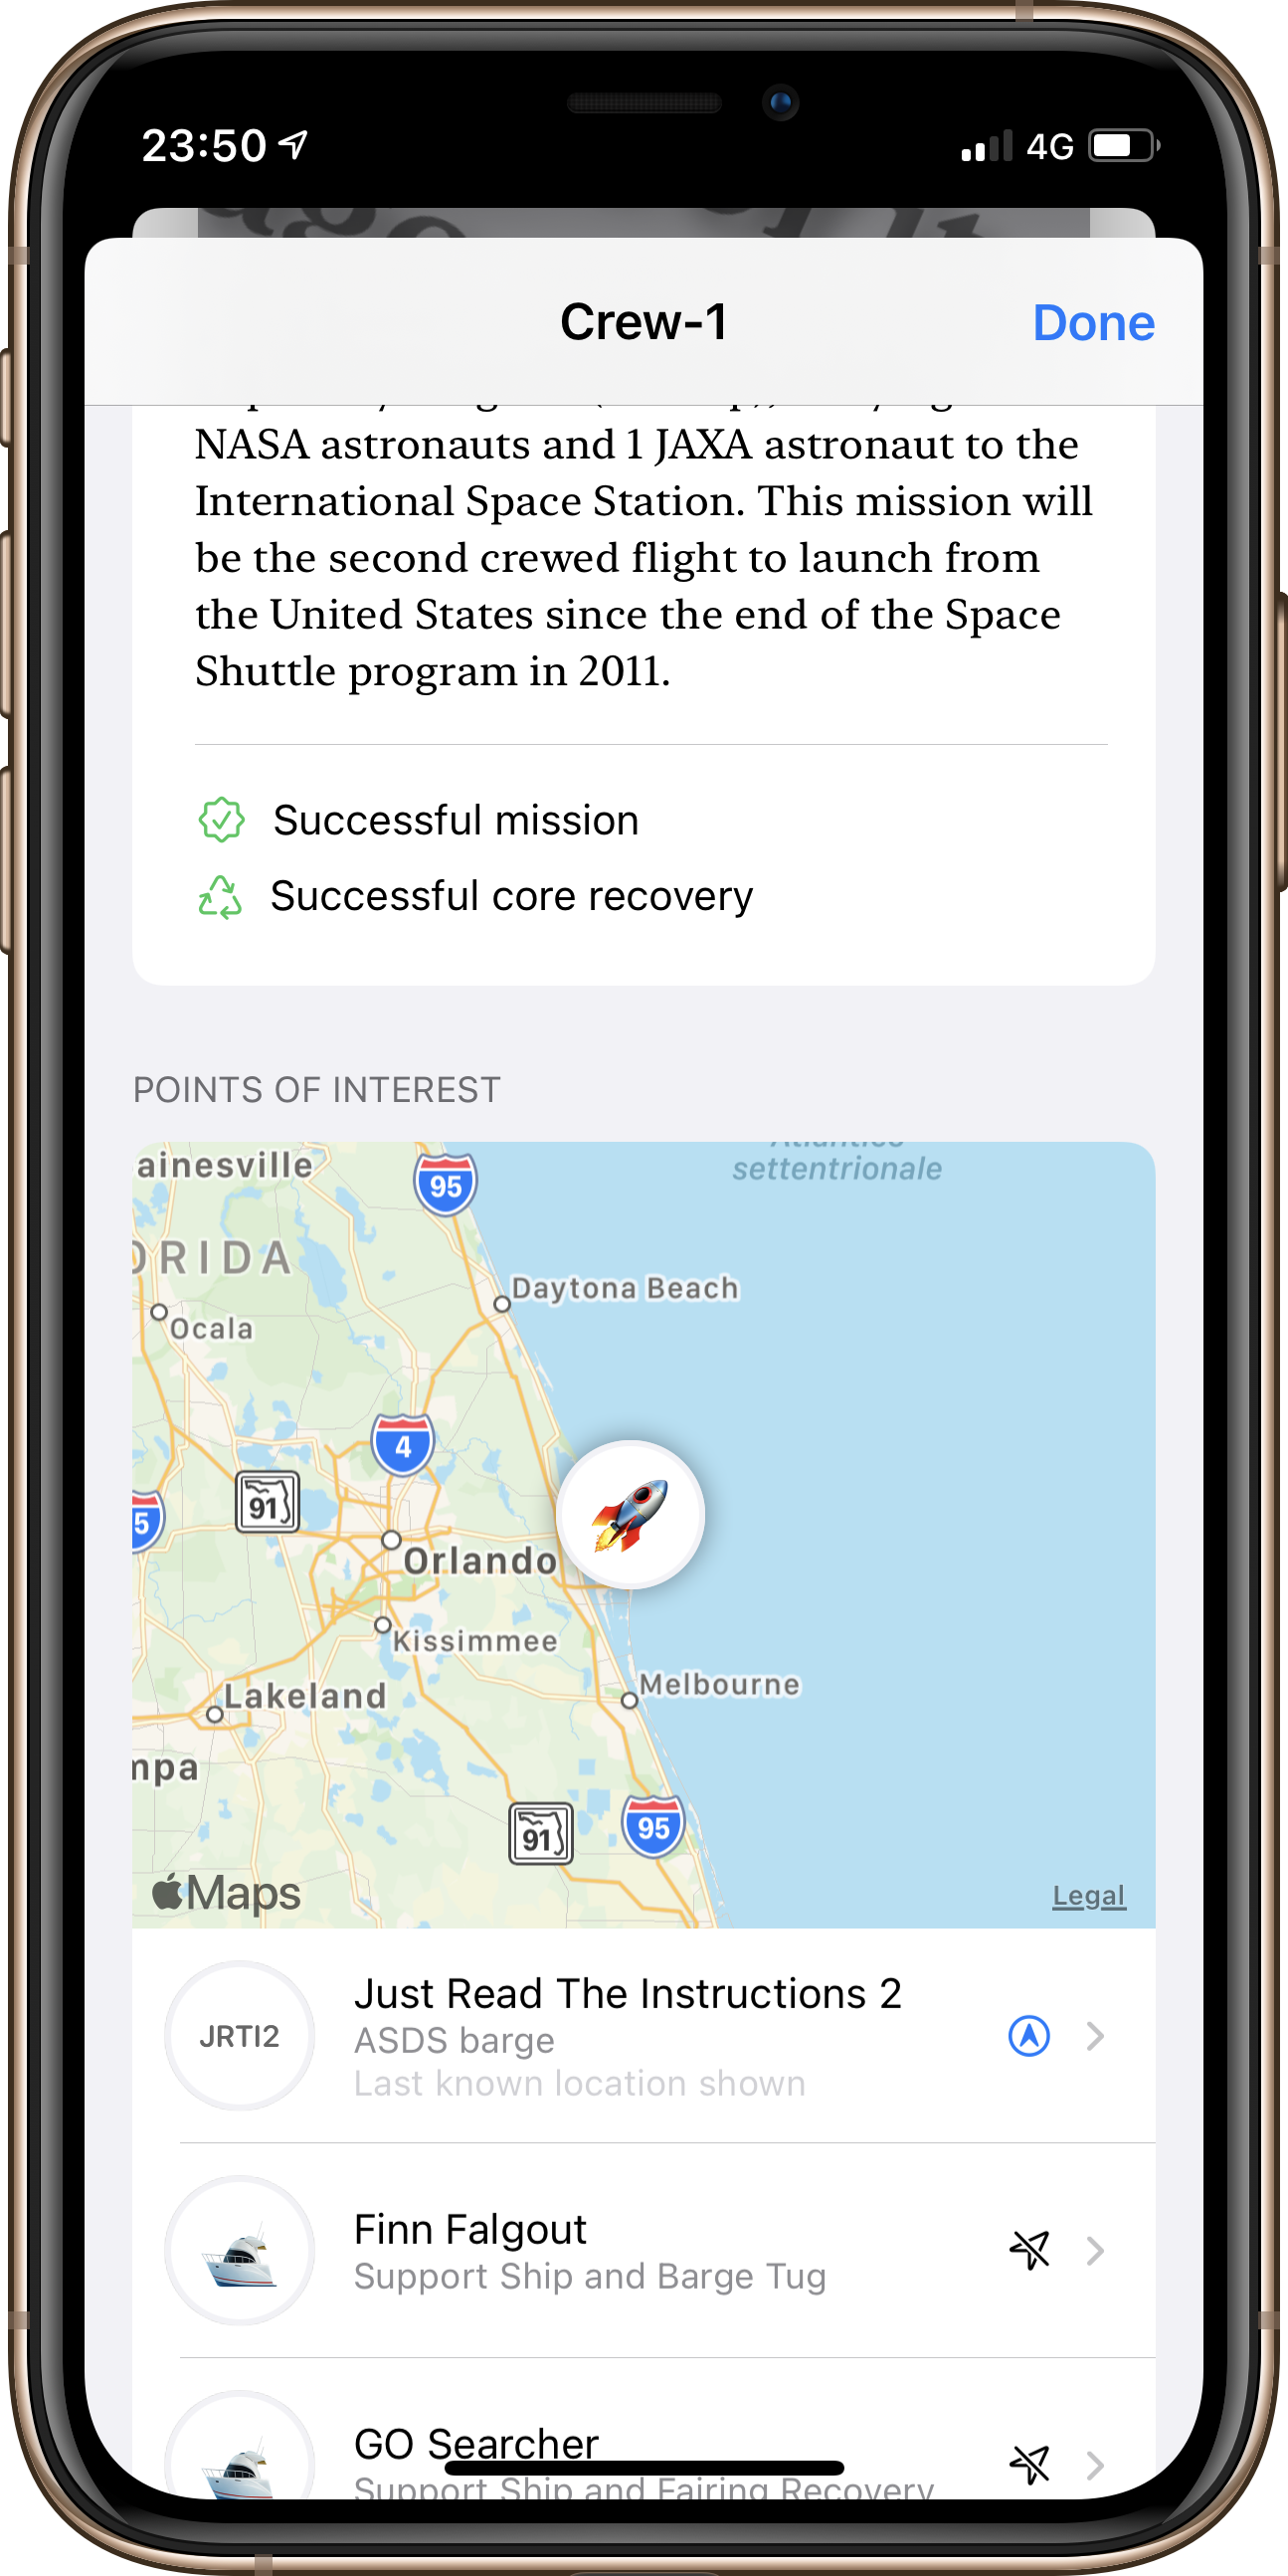 23:50
4G
Crew-1
Done
NASA astronauts and 1 JAXA astronaut to the
International Space Station. This mission will
be the second crewed flight to launch from
the United States since the end of the Space
Shuttle program in 2011.
Successful mission
Successful core recovery
POINTS OF INTEREST
Atlantico
settentrionale
ainesville
95
ORIDA
Daytona Beach
Ocala
4
91
5
Orlando
Kissimmee
Melbourne
Lakeland
mpa
91
95
Maps
Legal
JRTI2
Just Read The Instructions 2
ASDS barge
Last known location shown
Finn Falgout
Support Ship and Barge Tug
GO Searcher
Support Ship and Fairing Recovery